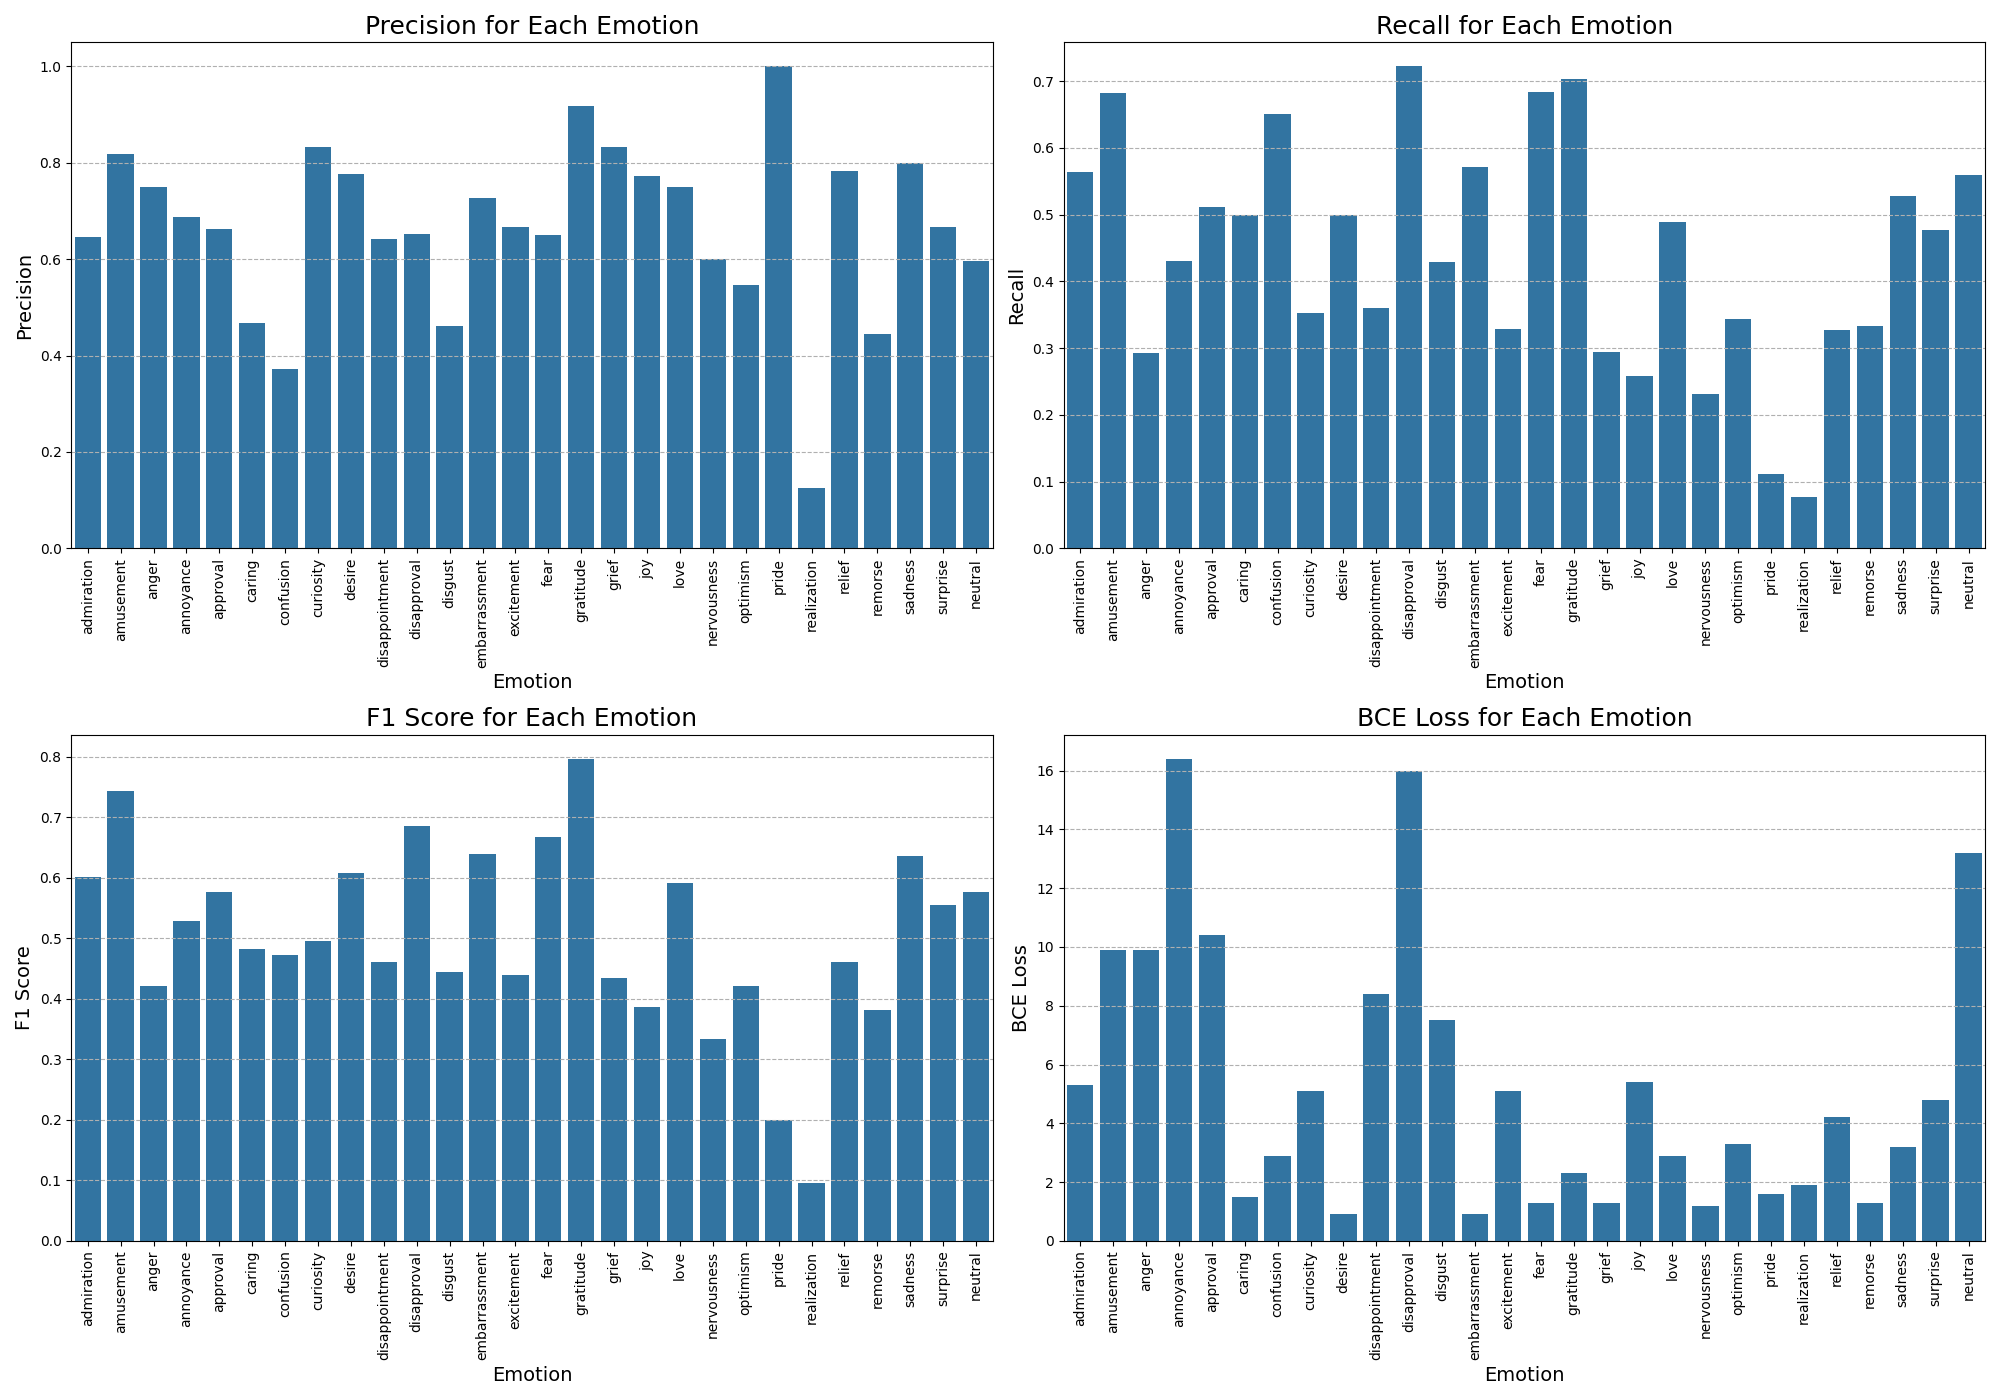 Precision for Each Emotion
Precision
1.0
0.8
0.6
0.4
0.2
0.0
admiration
amusement
anger
annoyance
approval
caring
confusion
curiosity
desire
disappointment
disapproval
disgust
embarrassment
excitement
fear
gratitude
grief
joy
love
nervousness
optimism
pride
realization
relief
remorse
sadness
surprise
neutral
Emotion
Recall for Each Emotion
Recall
0.7
0.6
0.5
0.4
0.3
0.2
0.1
0.0
admiration
amusement
anger
annoyance
approval
caring
confusion
curiosity
desire
disappointment
disapproval
disgust
embarrassment
excitement
fear
gratitude
grief
joy
love
nervousness
optimism
pride
realization
relief
remorse
sadness
surprise
neutral
Emotion
F1 Score for Each Emotion
F1 Score
0.8
0.7
0.6
0.5
0.4
0.3
0.2
0.1
0.0
admiration
amusement
anger
annoyance
approval
caring
confusion
curiosity
desire
disappointment
disapproval
disgust
embarrassment
excitement
fear
gratitude
grief
joy
love
nervousness
optimism
pride
realization
relief
remorse
sadness
surprise
neutral
Emotion
BCE Loss for Each Emotion
BCE Loss
16
14
12
10
8
6
4
2
0
admiration
amusement
anger
annoyance
approval
caring
confusion
curiosity
desire
disappointment
disapproval
disgust
embarrassment
excitement
fear
gratitude
grief
joy
love
nervousness
optimism
pride
realization
relief
remorse
sadness
surprise
neutral
Emotion